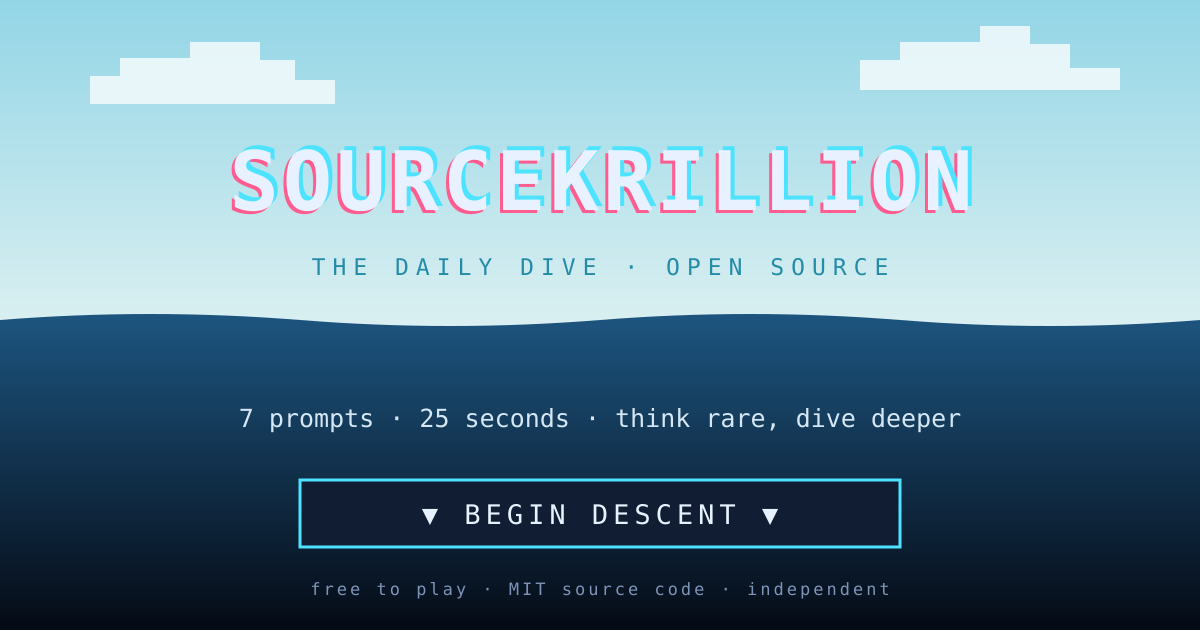 SOURCEKRILLION
THE DAILY DIVE · OPEN SOURCE
7 prompts · 25 seconds · think rare, dive deeper
▼ BEGIN DESCENT ▼
free to play · MIT source code · independent